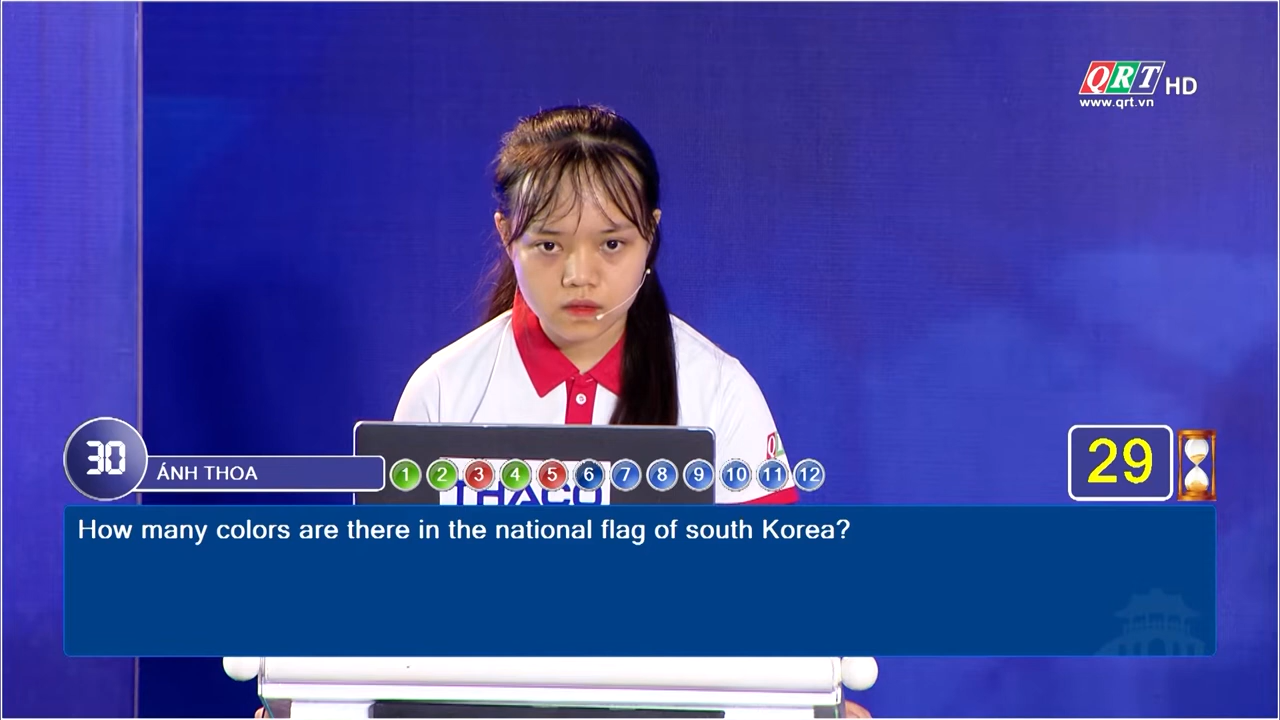 QRT HD
www.qrt.vn
30
ÁNH THOA
1 2 3 4 5 6 7 8 9 10 11 12
29
THACO
How many colors are there in the national flag of south Korea?